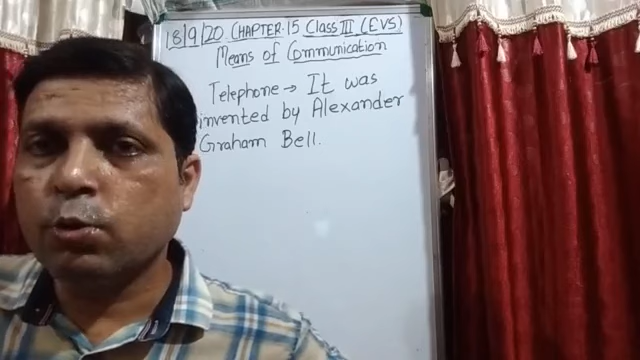 18/9/20 CHAPTER-15 Class III (EVS)
Means of Communication
Telephone → It was
invented by Alexander
Graham Bell.